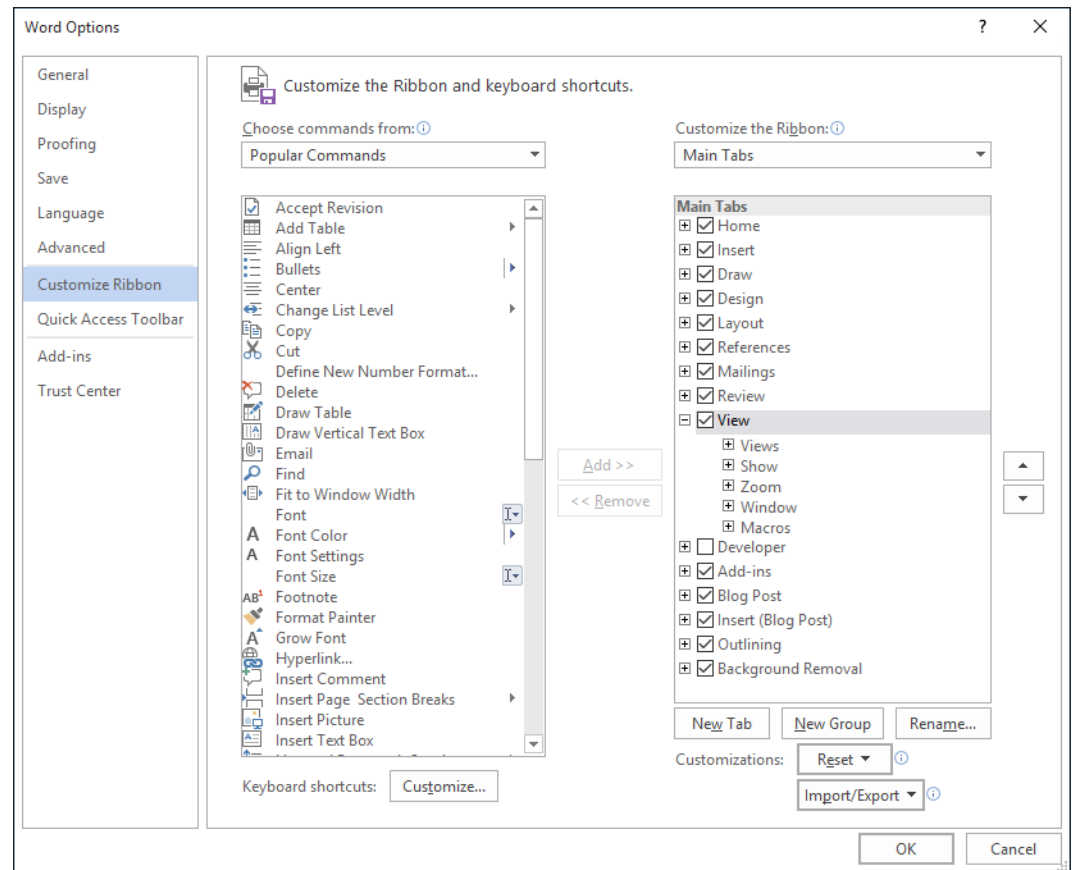 Word Options
?
General
Display
Proofing
Save
Language
Advanced
Customize Ribbon
Quick Access Toolbar
Add-ins
Trust Center
Customize the Ribbon and keyboard shortcuts.
Choose commands from:
Popular Commands
Accept Revision
Add Table
Align Left
Bullets
Center
Change List Level
Copy
Cut
Define New Number Format...
Delete
Draw Table
Draw Vertical Text Box
Email
Find
Fit to Window Width
Font
Font Color
Font Settings
Font Size
Footnote
Format Painter
Grow Font
Hyperlink...
Insert Comment
Insert Page Section Breaks
Insert Picture
Insert Text Box
Keyboard shortcuts: Customize...
Add >>
<< Remove
Customize the Ribbon:
Main Tabs
Main Tabs
Home
Insert
Draw
Design
Layout
References
Mailings
Review
View
Views
Show
Zoom
Window
Macros
Developer
Add-ins
Blog Post
Insert (Blog Post)
Outlining
Background Removal
New Tab New Group Rename...
Customizations: Reset
Import/Export
OK Cancel